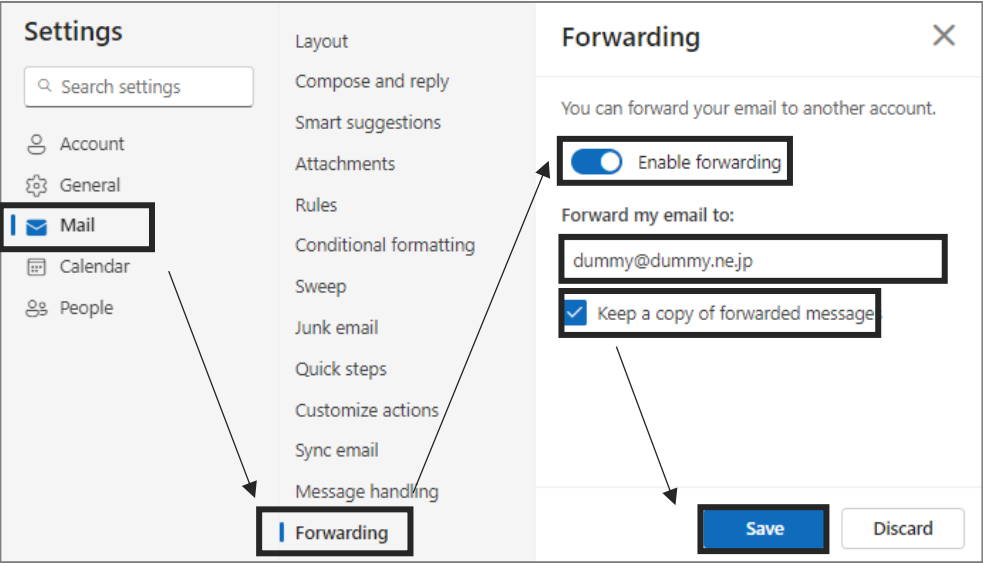 Settings
Search settings
Account
General
Mail
Calendar
People
Layout
Compose and reply
Smart suggestions
Attachments
Rules
Conditional formatting
Sweep
Junk email
Quick steps
Customize actions
Sync email
Message handling
Forwarding
Forwarding
You can forward your email to another account.
Enable forwarding
Forward my email to:
dummy@dummy.ne.jp
Keep a copy of forwarded messages
Save
Discard